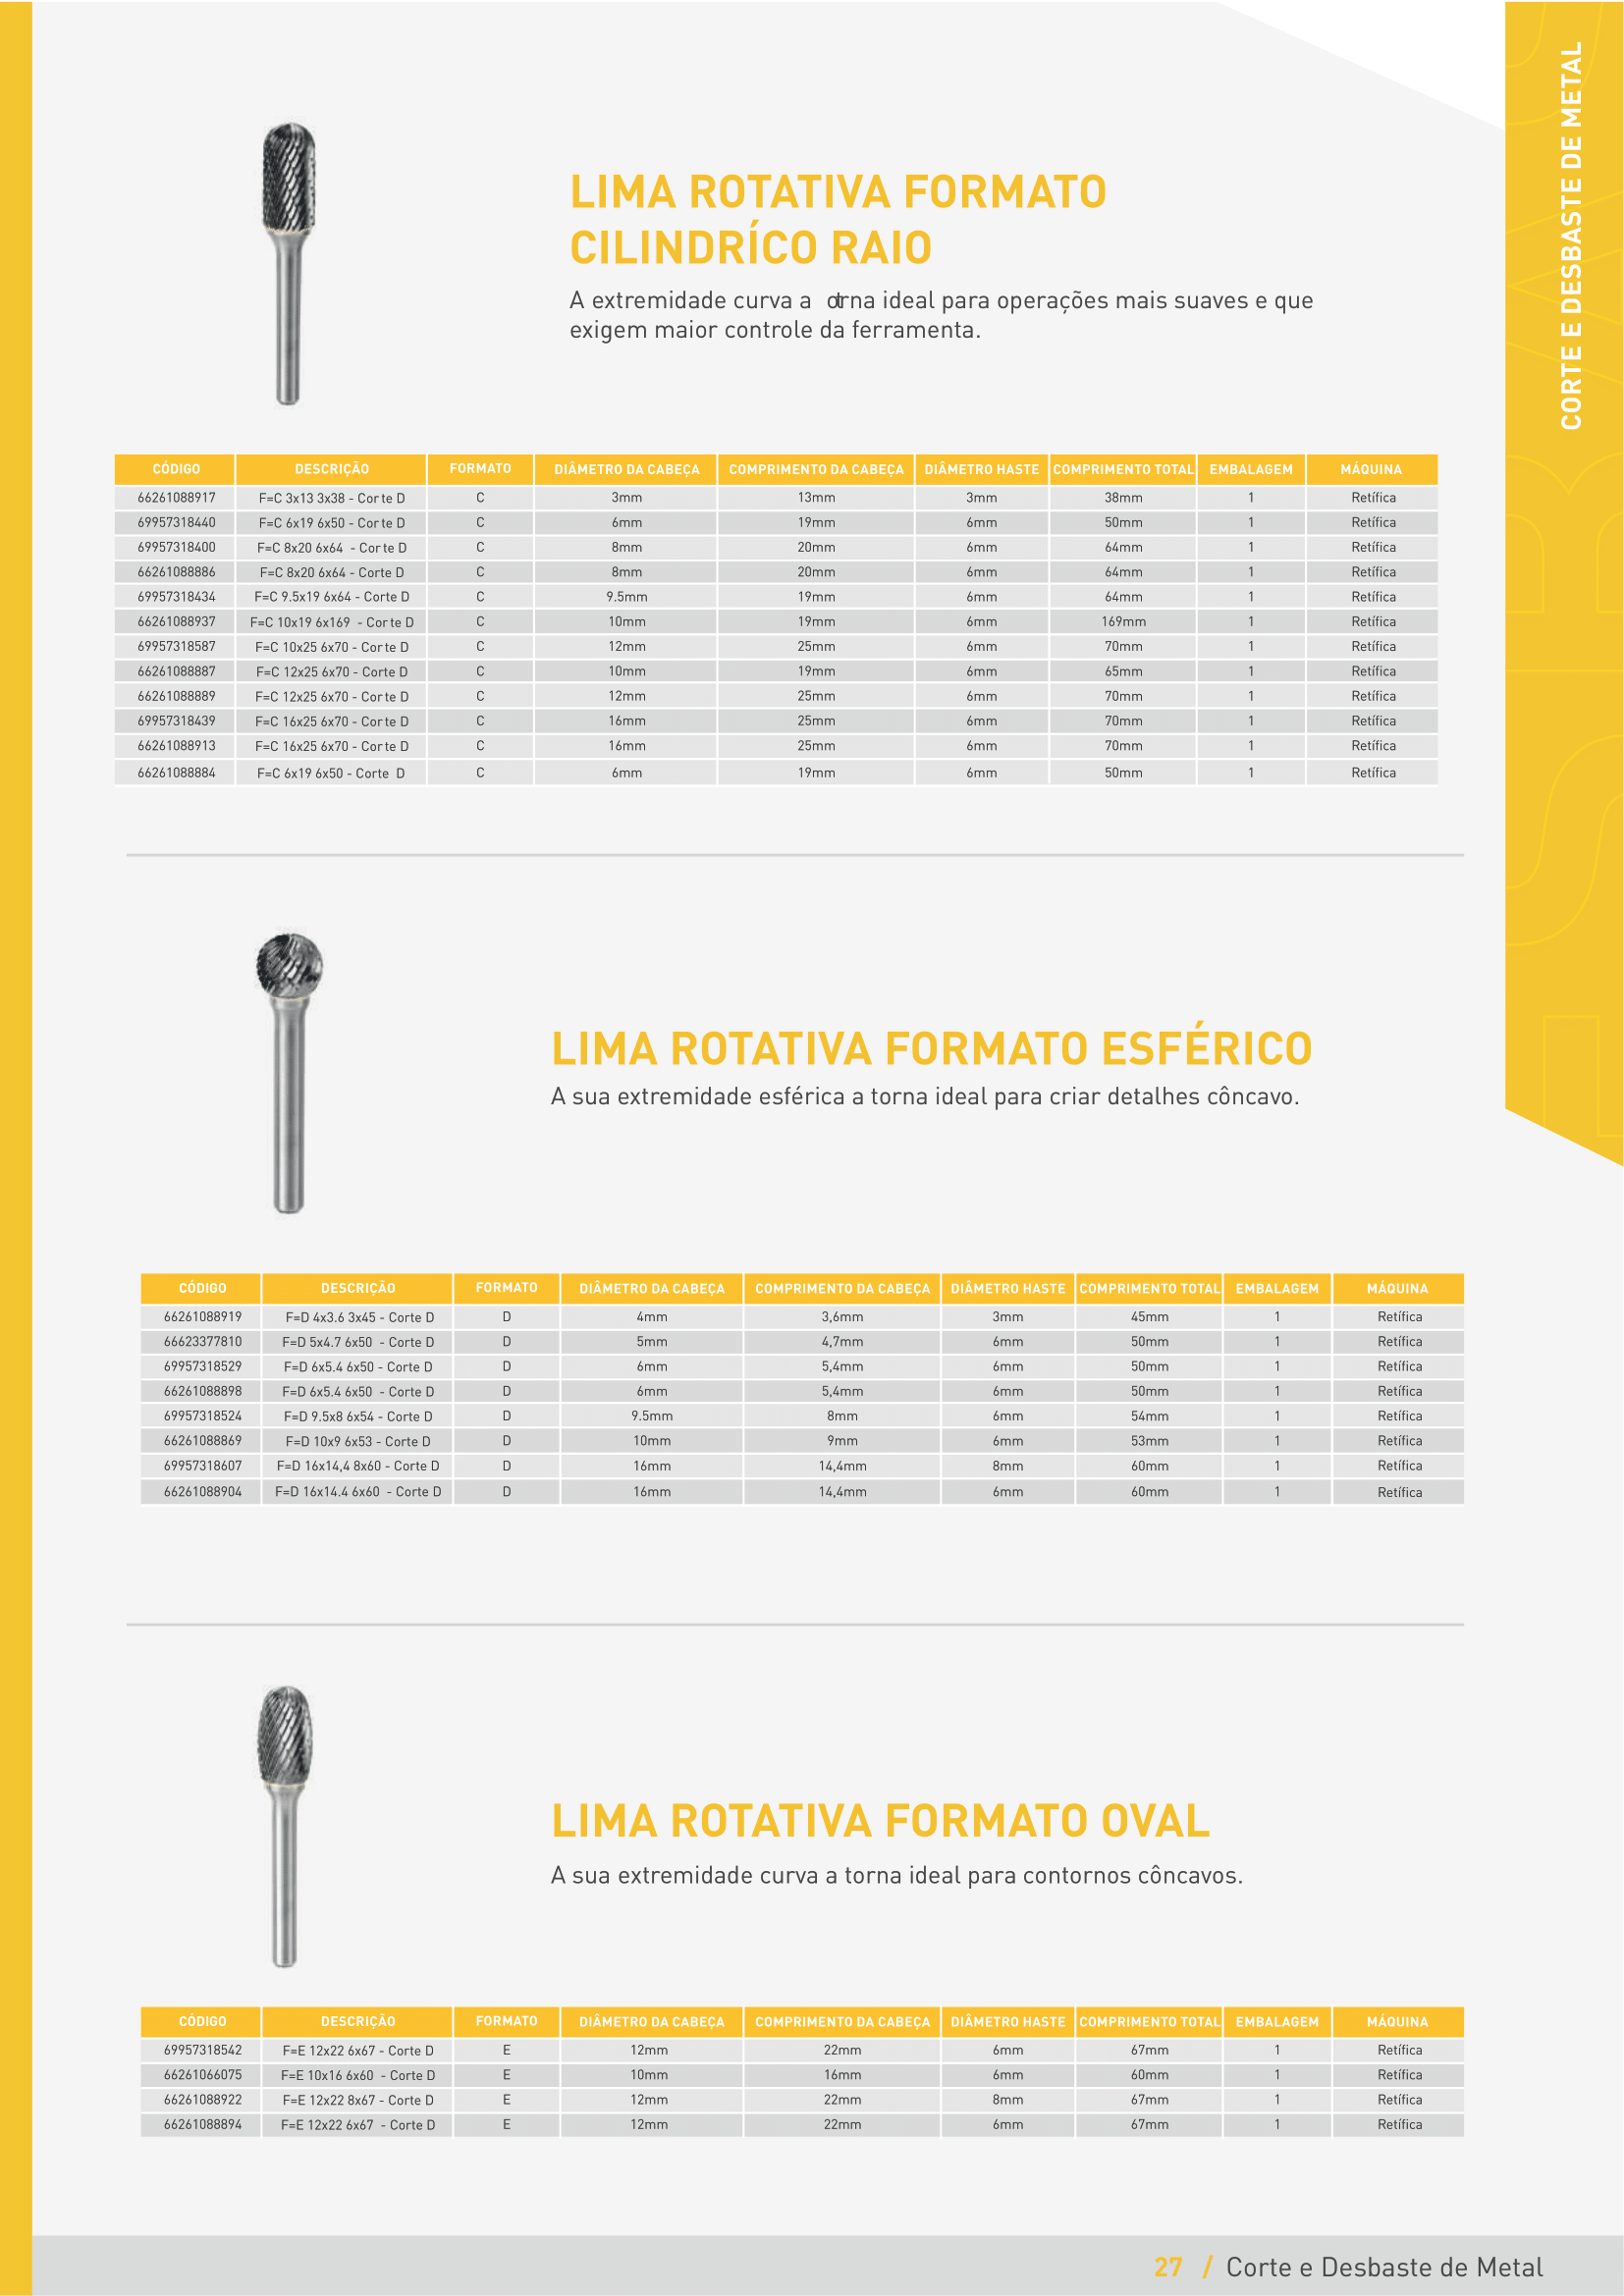 CORTE E DESBASTE DE METAL
LIMA ROTATIVA FORMATO
CILINDRÍCO RAIO
A extremidade curva a torna ideal para operações mais suaves e que
exigem maior controle da ferramenta.
CÓDIGO DESCRIÇÃO FORMATO DIÂMETRO DA CABEÇA COMPRIMENTO DA CABEÇA DIÂMETRO HASTE COMPRIMENTO TOTAL EMBALAGEM MÁQUINA
66261088917 F=C 3x13 3x38 - Corte D C 3mm 13mm 3mm 38mm 1 Retífica
69957318440 F=C 6x19 6x50 - Corte D C 6mm 19mm 6mm 50mm 1 Retífica
69957318400 F=C 8x20 6x64 - Corte D C 8mm 20mm 6mm 64mm 1 Retífica
66261088886 F=C 8x20 6x64 - Corte D C 8mm 20mm 6mm 64mm 1 Retífica
69957318434 F=C 9.5x19 6x64 - Corte D C 9.5mm 19mm 6mm 64mm 1 Retífica
66261088937 F=C 10x19 6x169 - Corte D C 10mm 19mm 6mm 169mm 1 Retífica
69957318587 F=C 10x25 6x70 - Corte D C 12mm 25mm 6mm 70mm 1 Retífica
66261088887 F=C 12x25 6x70 - Corte D C 10mm 19mm 6mm 65mm 1 Retífica
66261088889 F=C 12x25 6x70 - Corte D C 12mm 25mm 6mm 70mm 1 Retífica
69957318439 F=C 16x25 6x70 - Corte D C 16mm 25mm 6mm 70mm 1 Retífica
66261088913 F=C 16x25 6x70 - Corte D C 16mm 25mm 6mm 70mm 1 Retífica
66261088884 F=C 6x19 6x50 - Corte D C 6mm 19mm 6mm 50mm 1 Retífica
LIMA ROTATIVA FORMATO ESFÉRICO
A sua extremidade esférica a torna ideal para criar detalhes côncavo.
CÓDIGO DESCRIÇÃO FORMATO DIÂMETRO DA CABEÇA COMPRIMENTO DA CABEÇA DIÂMETRO HASTE COMPRIMENTO TOTAL EMBALAGEM MÁQUINA
66261088919 F=D 4x3.6 3x45 - Corte D D 4mm 3,6mm 3mm 45mm 1 Retífica
66623377810 F=D 5x4.7 6x50 - Corte D D 5mm 4,7mm 6mm 50mm 1 Retífica
69957318529 F=D 6x5.4 6x50 - Corte D D 6mm 5,4mm 6mm 50mm 1 Retífica
66261088898 F=D 6x5.4 6x50 - Corte D D 6mm 5,4mm 6mm 50mm 1 Retífica
69957318524 F=D 9.5x8 6x54 - Corte D D 9.5mm 8mm 6mm 54mm 1 Retífica
66261088869 F=D 10x9 6x53 - Corte D D 10mm 9mm 6mm 53mm 1 Retífica
69957318607 F=D 16x14,4 8x60 - Corte D D 16mm 14,4mm 8mm 60mm 1 Retífica
66261088904 F=D 16x14.4 6x60 - Corte D D 16mm 14,4mm 6mm 60mm 1 Retífica
LIMA ROTATIVA FORMATO OVAL
A sua extremidade curva a torna ideal para contornos côncavos.
CÓDIGO DESCRIÇÃO FORMATO DIÂMETRO DA CABEÇA COMPRIMENTO DA CABEÇA DIÂMETRO HASTE COMPRIMENTO TOTAL EMBALAGEM MÁQUINA
69957318542 F=E 12x22 6x67 - Corte D E 12mm 22mm 6mm 67mm 1 Retífica
66261066075 F=E 10x16 6x60 - Corte D E 10mm 16mm 6mm 60mm 1 Retífica
66261088922 F=E 12x22 8x67 - Corte D E 12mm 22mm 8mm 67mm 1 Retífica
66261088894 F=E 12x22 6x67 - Corte D E 12mm 22mm 6mm 67mm 1 Retífica
27 / Corte e Desbaste de Metal